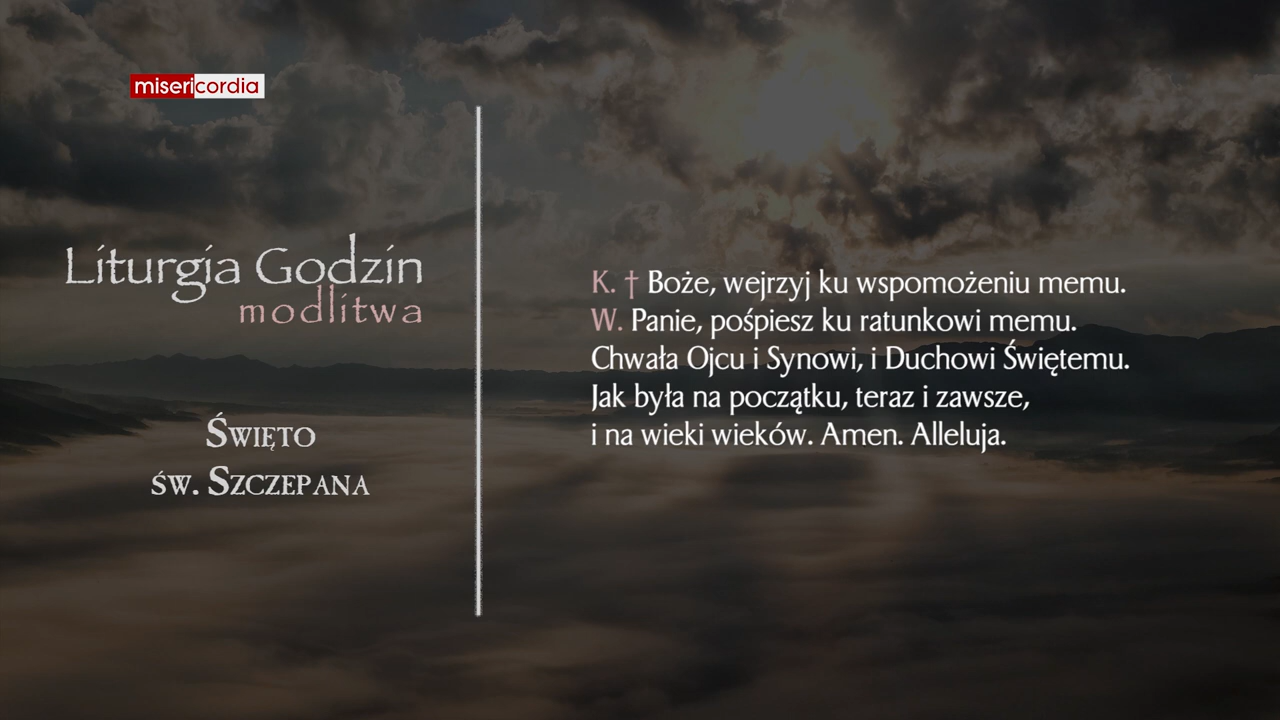 misericordia
Liturgia Godzin
modlitwa
Święto
św. Szczepana
K. † Boże, wejrzyj ku wspomożeniu memu.
W. Panie, pośpiesz ku ratunkowi memu.
Chwała Ojcu i Synowi, i Duchowi Świętemu.
Jak była na początku, teraz i zawsze,
i na wieki wieków. Amen. Alleluja.